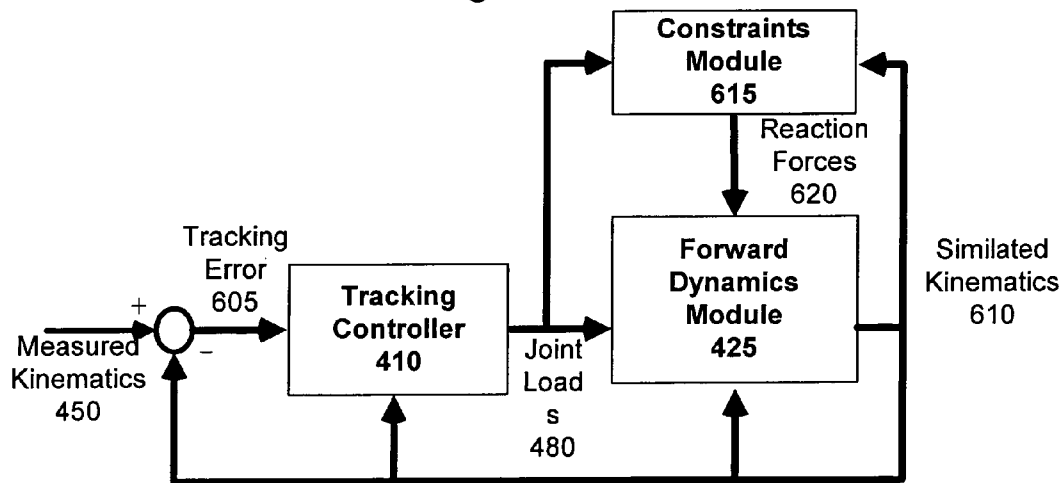 Constraints
Module
615
Reaction
Forces
620
Tracking
Error
605
+
-
Measured
Kinematics
450
Tracking
Controller
410
Joint
Load
s
480
Forward
Dynamics
Module
425
Similated
Kinematics
610